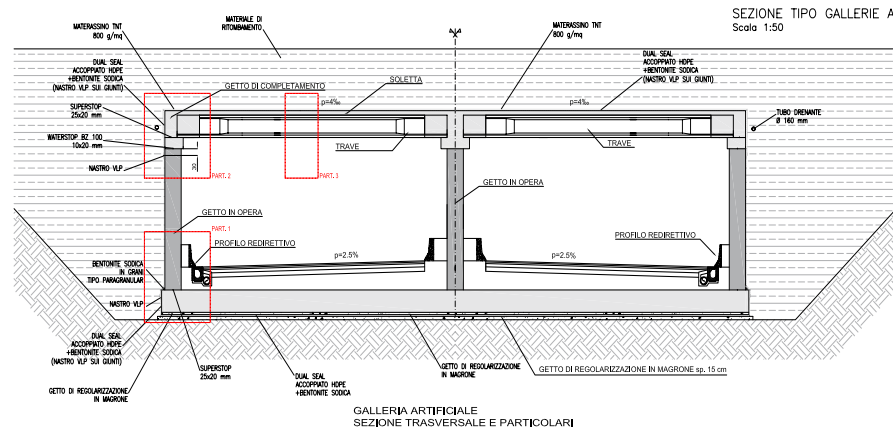 SEZIONE TIPO GALLERIE A
Scala 1:50
MATERASSINO TNT
800 g/mq
MATERIALE DI
RITOMBAMENTO
MATERASSINO TNT
800 g/mq
DUAL SEAL
ACCOPPIATO HDPE
+BENTONITE SODICA
(NASTRO VLP SUI GIUNTI)
GETTO DI COMPLETAMENTO
SOLETTA
DUAL SEAL
ACCOPPIATO HDPE
+BENTONITE SODICA
(NASTRO VLP SUI GIUNTI)
p=4‰
p=4‰
SUPERSTOP
25x20 mm
TUBO DRENANTE
Ø 160 mm
WATERSTOP BZ 100
10x20 mm
TRAVE
TRAVE
NASTRO VLP
30
PART.2
PART.3
GETTO IN OPERA
GETTO IN OPERA
PART.1
PROFILO REDIRETTIVO
PROFILO REDIRETTIVO
p=2.5%
p=2.5%
BENTONITE SODICA
IN GRANI
TIPO PARAGRANULAR
NASTRO VLP
DUAL SEAL
ACCOPPIATO HDPE
+BENTONITE SODICA
(NASTRO VLP SUI GIUNTI)
SUPERSTOP
25x20 mm
GETTO DI REGOLARIZZAZIONE
IN MAGRONE
DUAL SEAL
ACCOPPIATO HDPE
+BENTONITE SODICA
GETTO DI REGOLARIZZAZIONE
IN MAGRONE
GETTO DI REGOLARIZZAZIONE IN MAGRONE sp. 15 cm
GALLERIA ARTIFICIALE
SEZIONE TRASVERSALE E PARTICOLARI